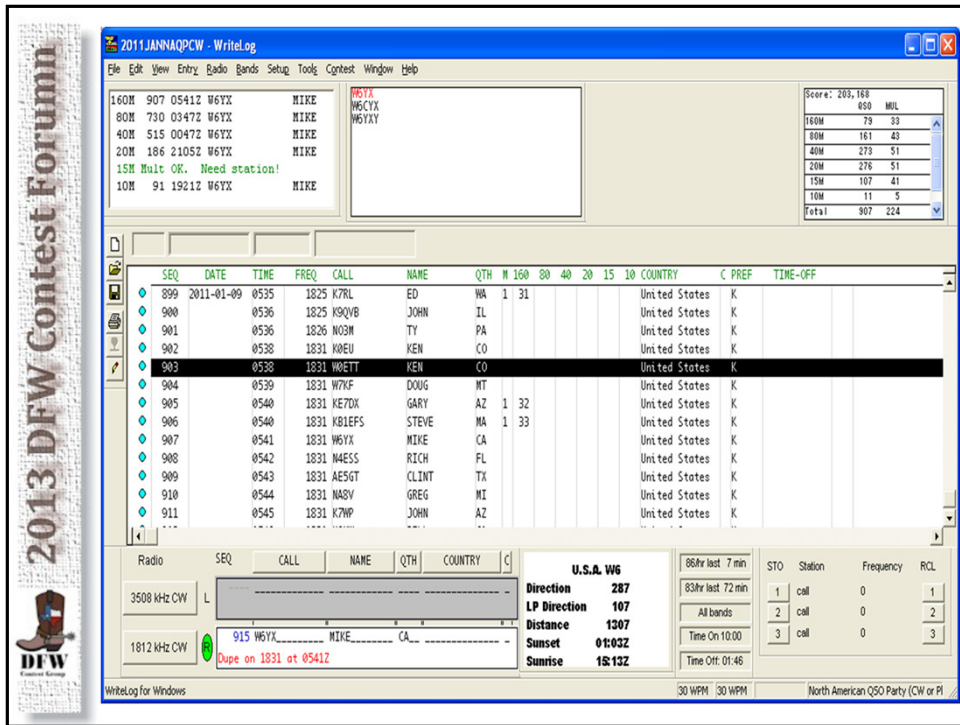 2013 DFW Contest Forumn
DFW
Contest Group
2011JANNAQPCW - WriteLog
File Edit View Entry Radio Bands Setup Tools Contest Window Help
160M 907 0541Z W6YX MIKE
80M 730 0347Z W6YX MIKE
40M 515 0047Z W6YX MIKE
20M 186 2105Z W6YX MIKE
15M Mult OK. Need station!
10M 91 1921Z W6YX MIKE
W6YX
W6CYX
W6YXY
Score: 203,168
QSO MUL
160M 79 33
80M 161 43
40M 273 51
20M 276 51
15M 107 41
10M 11 5
Total 907 224
SEQ DATE TIME FREQ CALL NAME QTH M 160 80 40 20 15 10 COUNTRY C PREF TIME-OFF
899 2011-01-09 0535 1825 K7RL ED WA 1 31 United States K
900 0536 1825 K9QVB JOHN IL United States K
901 0536 1826 NO3M TY PA United States K
902 0538 1831 K0EU KEN CO United States K
903 0538 1831 W0ETT KEN CO United States K
904 0539 1831 W7KF DOUG MT United States K
905 0540 1831 KE7DX GARY AZ 1 32 United States K
906 0540 1831 KB1EFS STEVE MA 1 33 United States K
907 0541 1831 W6YX MIKE CA United States K
908 0542 1831 N4ESS RICH FL United States K
909 0543 1831 AE5GT CLINT TX United States K
910 0544 1831 NA8V GREG MI United States K
911 0545 1831 K7WP JOHN AZ United States K
Radio SEQ CALL NAME QTH COUNTRY C
3508 kHz CW L
1812 kHz CW R 915 W6YX_________ MIKE_______ CA__
Dupe on 1831 at 0541Z
U.S.A. W6
Direction 287
LP Direction 107
Distance 1307
Sunset 01:03Z
Sunrise 15:13Z
86/hr last 7 min
83/hr last 72 min
All bands
Time On 10:00
Time Off: 01:46
STO Station Frequency RCL
1 call 0 1
2 call 0 2
3 call 0 3
WriteLog for Windows 30 WPM 30 WPM North American QSO Party (CW or Pl